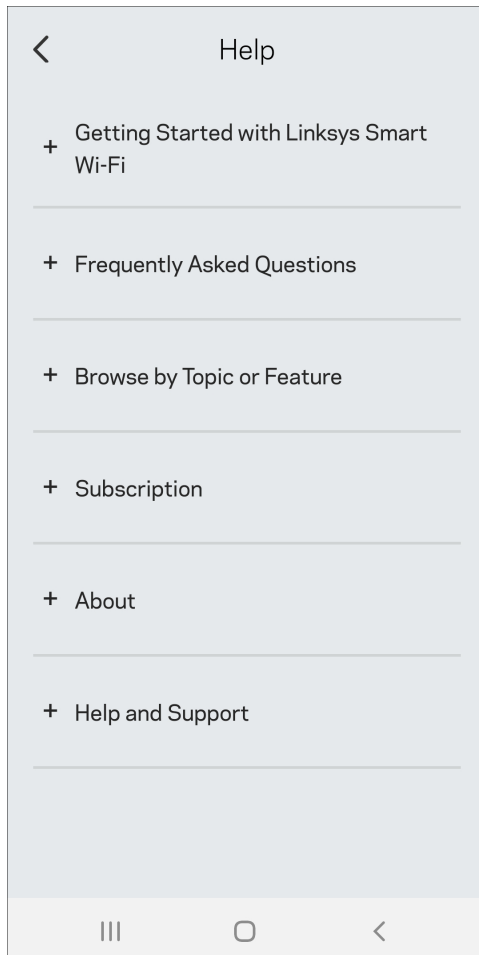 Help
+ Getting Started with Linksys Smart
Wi-Fi
+ Frequently Asked Questions
+ Browse by Topic or Feature
+ Subscription
+ About
+ Help and Support